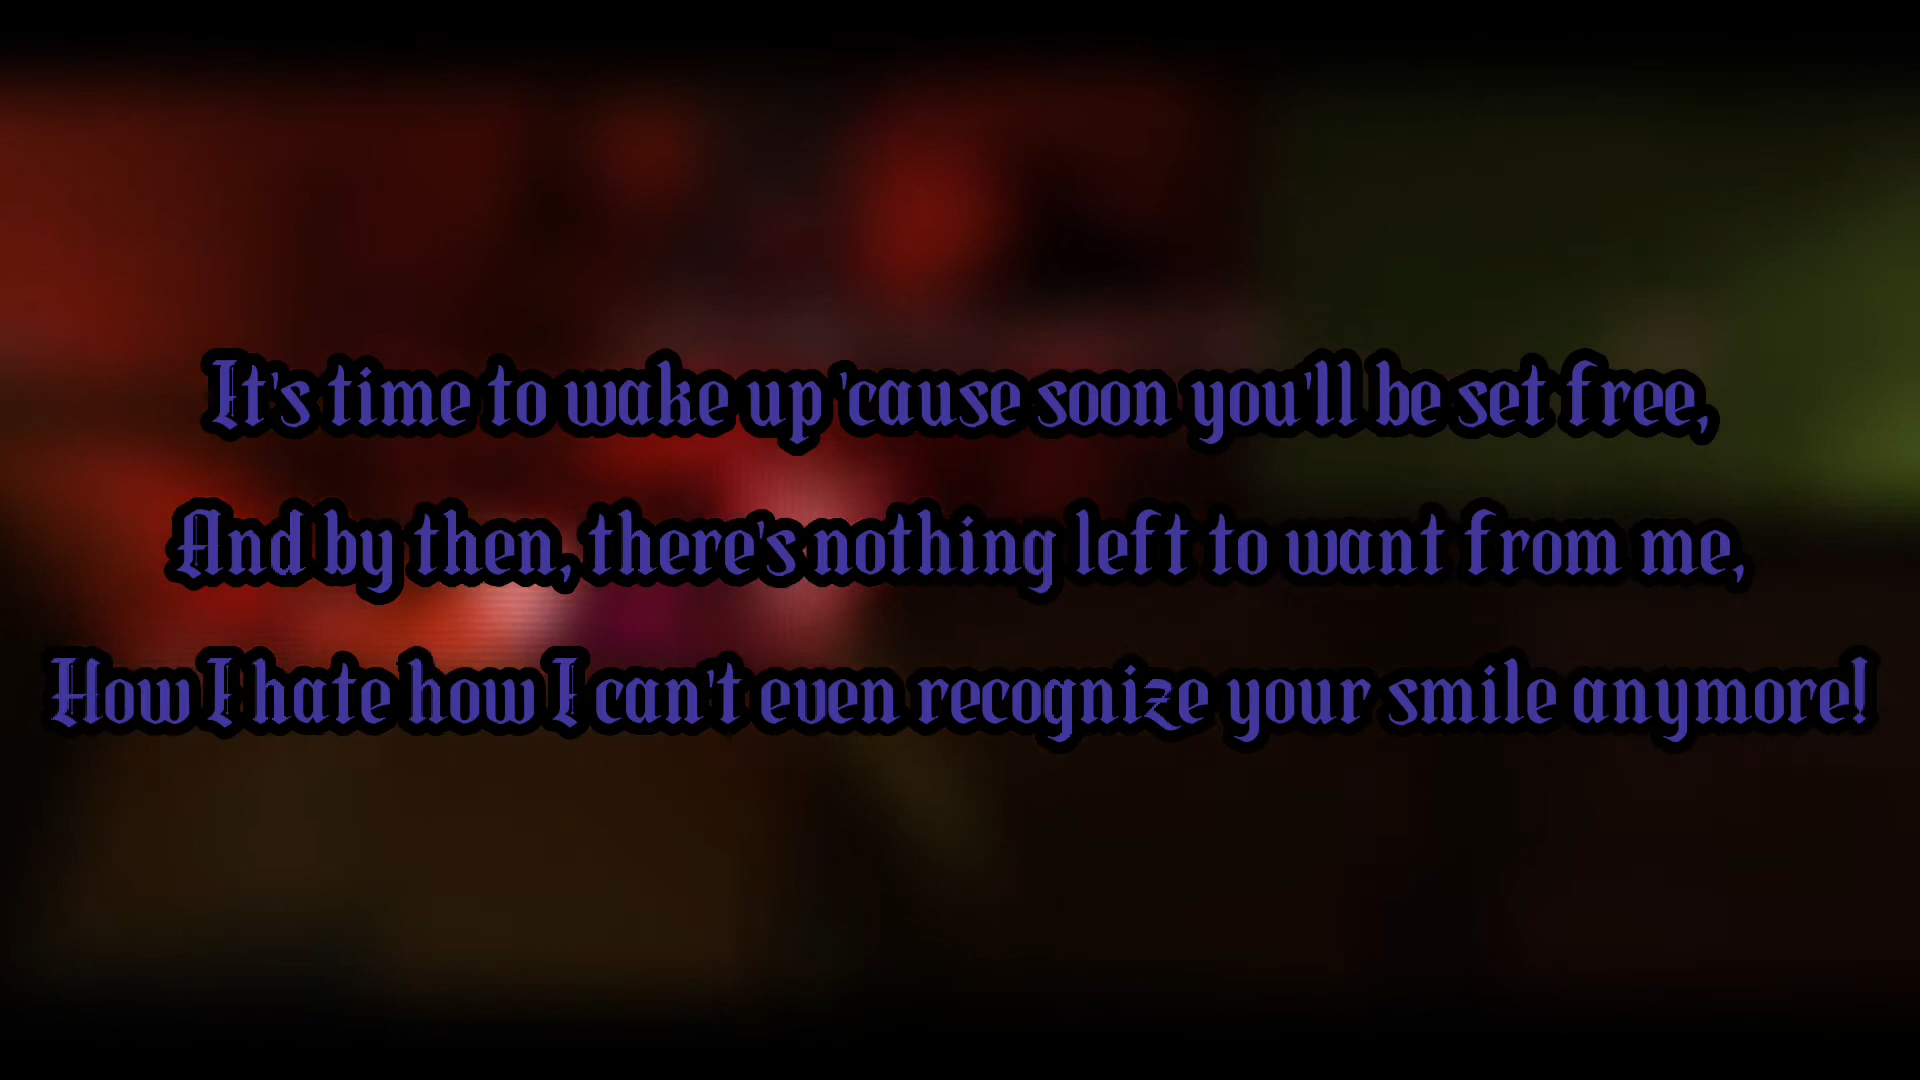 It's time to wake up 'cause soon you'll be set free,
And by then, there's nothing left to want from me,
How I hate how I can't even recognize your smile anymore!